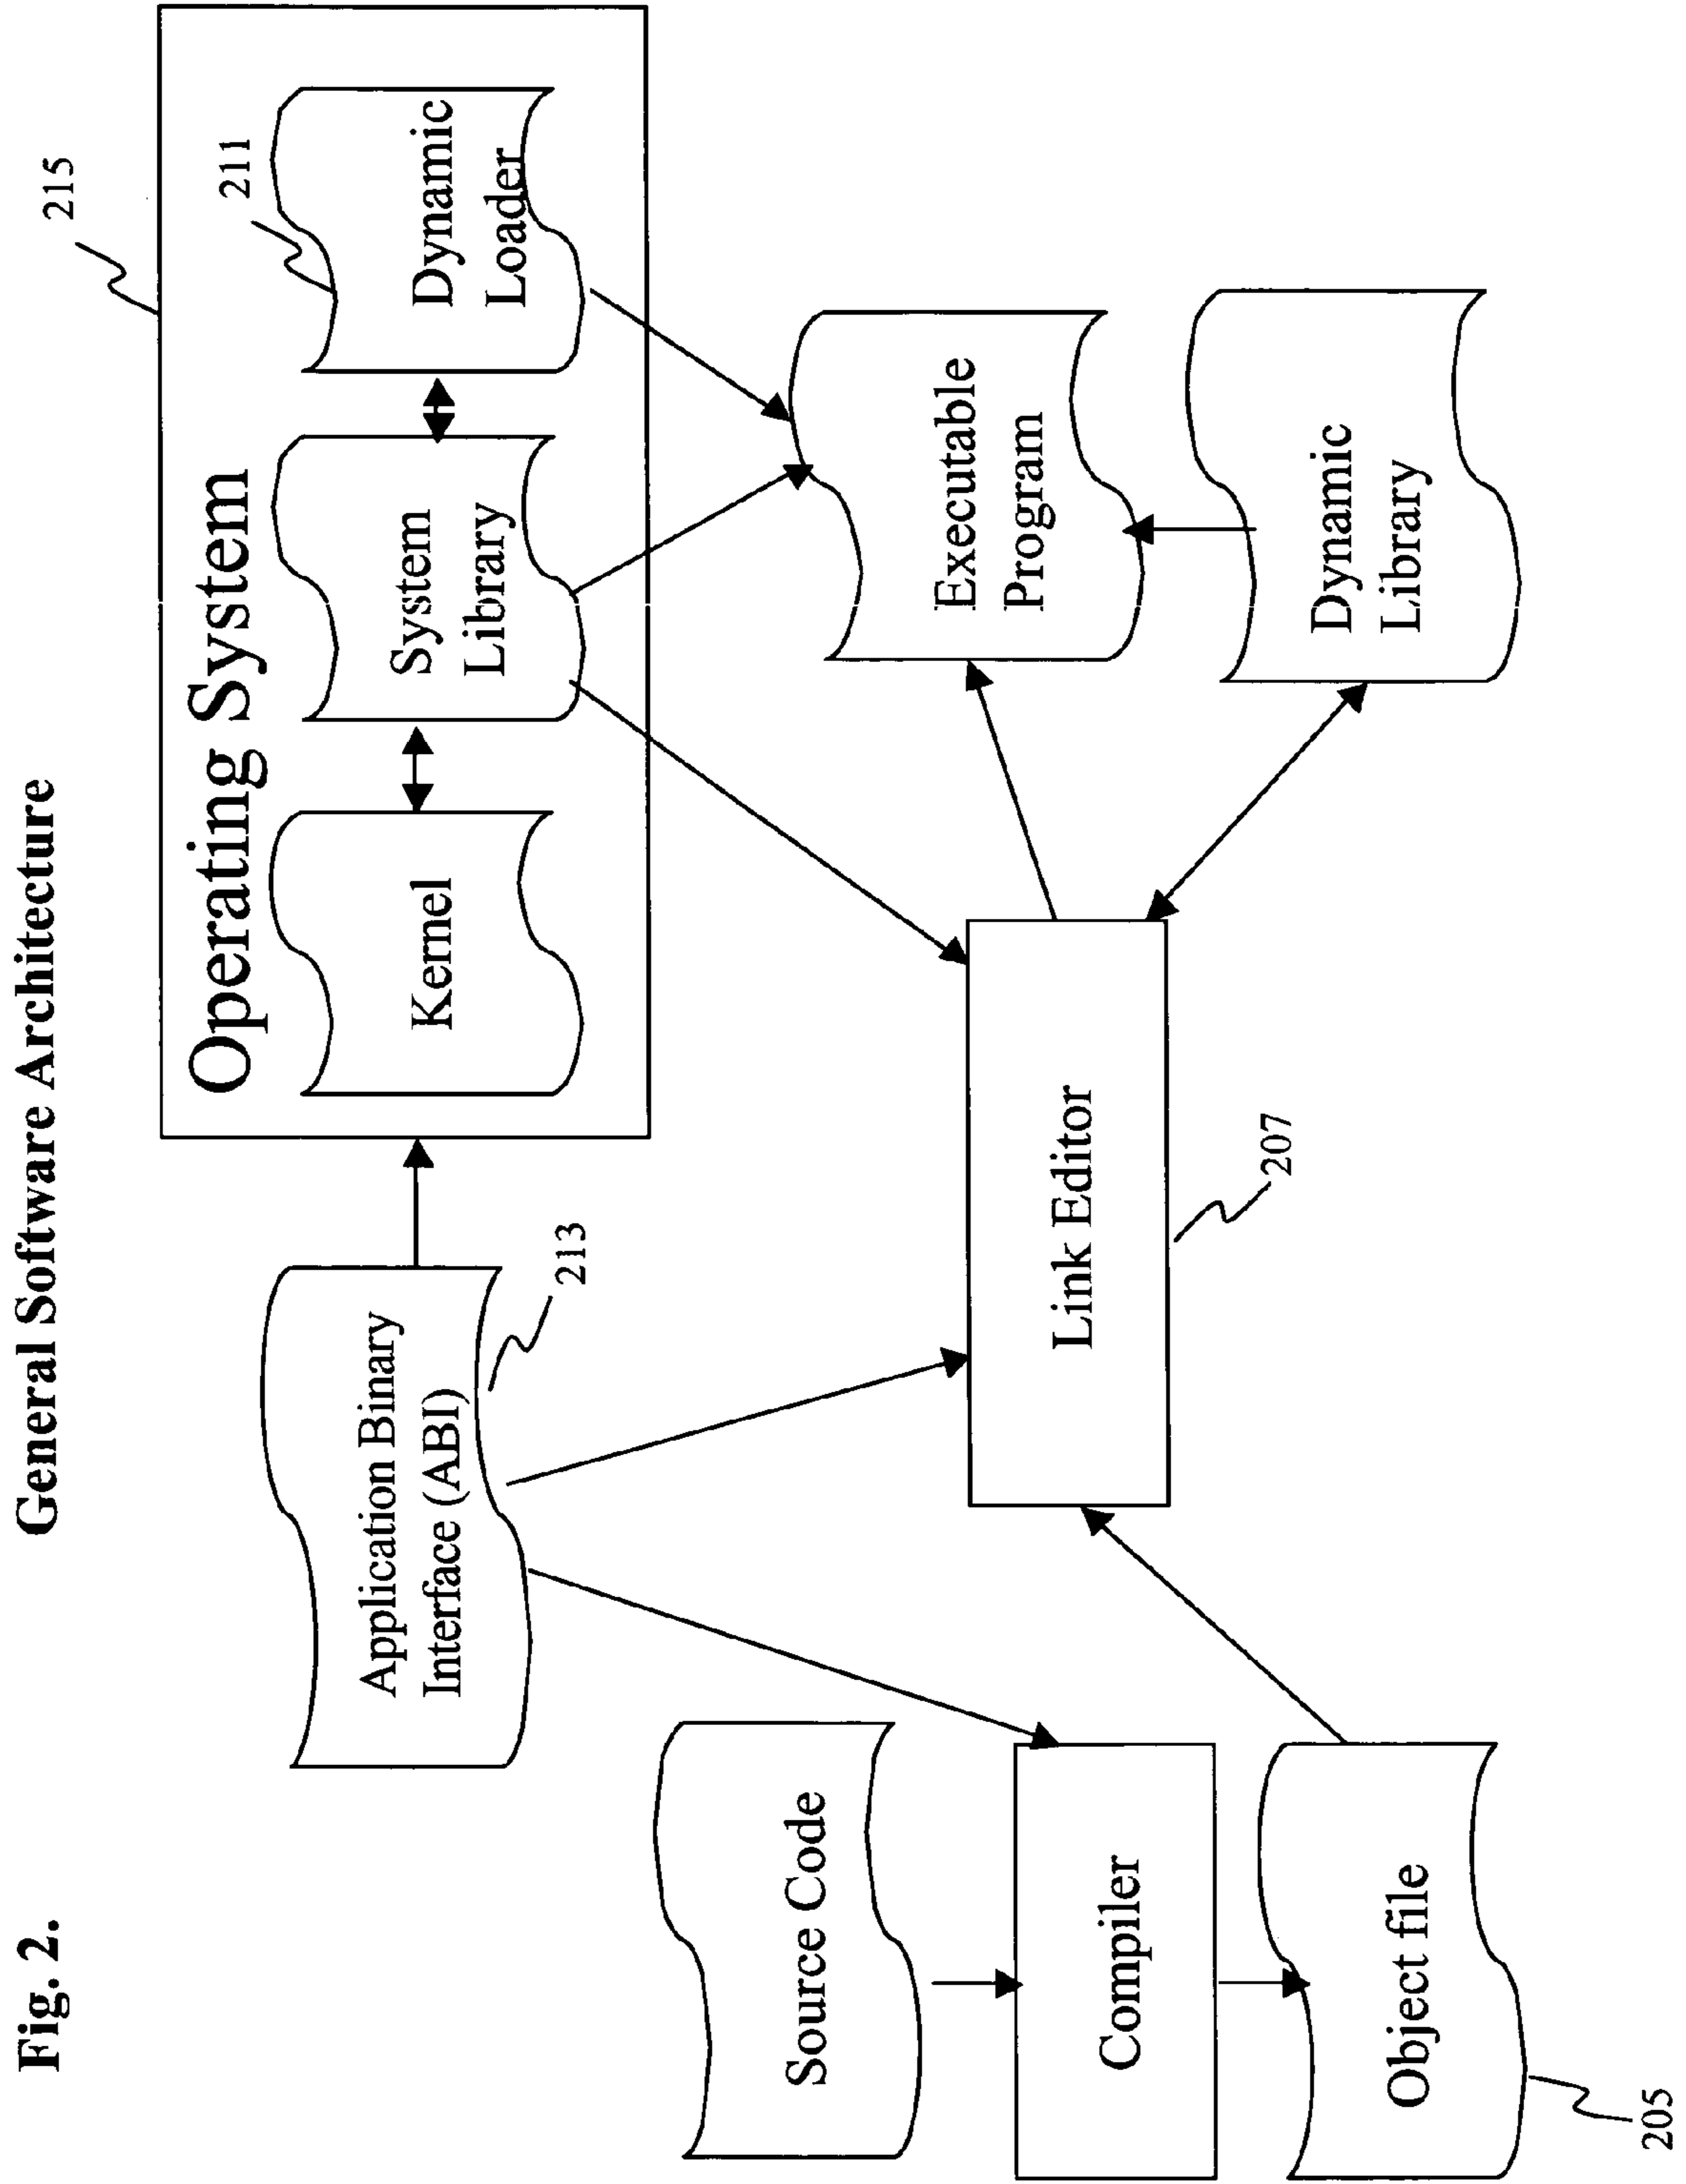 Fig. 2.
General Software Architecture
215
Operating System
211
Kernel
System
Library
Dynamic
Loader
Application Binary
Interface (ABI)
213
Source Code
Compiler
Object file
205
Link Editor
207
Executable
Program
Dynamic
Library